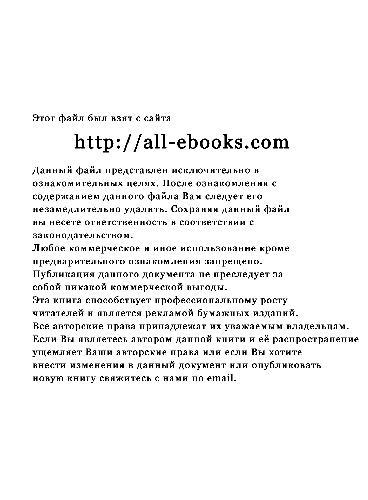 Этот файл был взят с сайта
http://all-ebooks.com
Данный файл представлен исключительно в
ознакомительных целях. После ознакомления с
содержанием данного файла Вам следует его
незамедлительно удалить. Сохраняя данный файл
вы несете ответственность в соответствии с
законодательством.
Любое коммерческое и иное использование кроме
предварительного ознакомления запрещено.
Публикация данного документа не преследует за
собой никакой коммерческой выгоды.
Эта книга способствует профессиональному росту
читателей и является рекламой бумажных изданий.
Все авторские права принадлежат их уважаемым владельцам.
Если Вы являетесь автором данной книги и её распространение
ущемляет Ваши авторские права или если Вы хотите
внести изменения в данный документ или опубликовать
новую книгу свяжитесь с нами по email.